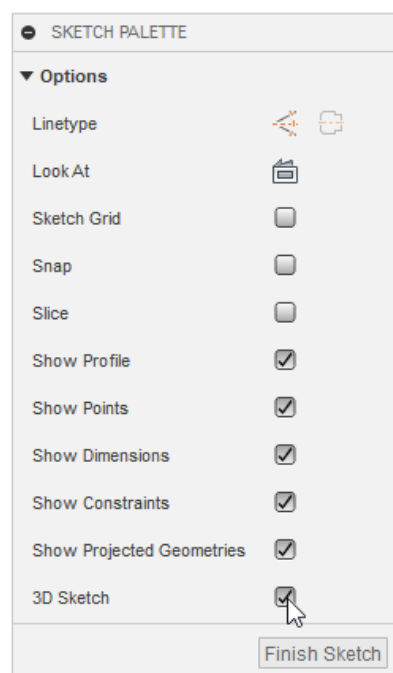 SKETCH PALETTE
Options
Linetype
Look At
Sketch Grid
Snap
Slice
Show Profile
Show Points
Show Dimensions
Show Constraints
Show Projected Geometries
3D Sketch
Finish Sketch